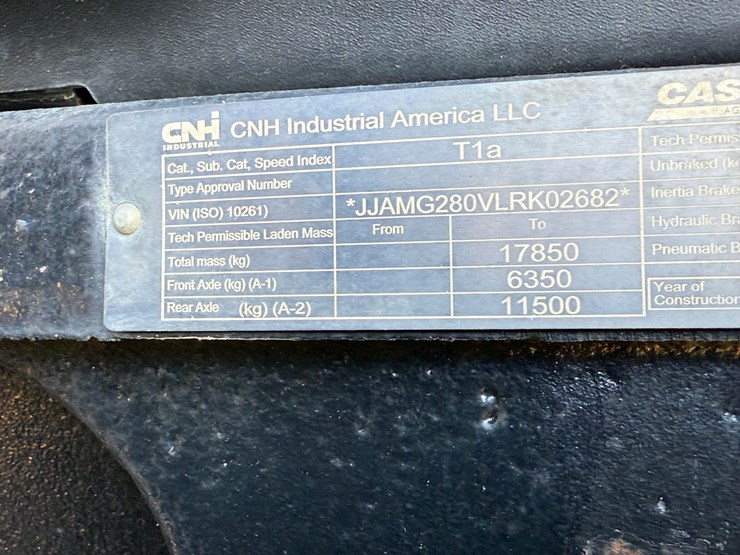 CNH INDUSTRIAL CNH Industrial America LLC CAS
Cat., Sub. Cat, Speed Index T1a
Type Approval Number
VIN (ISO) 10261) *JJAMG280VLRK02682*
Tech Permissible Laden Mass From To
Total mass (kg) 17850
Front Axle (kg) (A-1) 6350
Rear Axle (kg) (A-2) 11500
Tech Permis
Unbraked (k
Inertia Brake
Hydraulic Bra
Pneumatic B
Year of
Construction